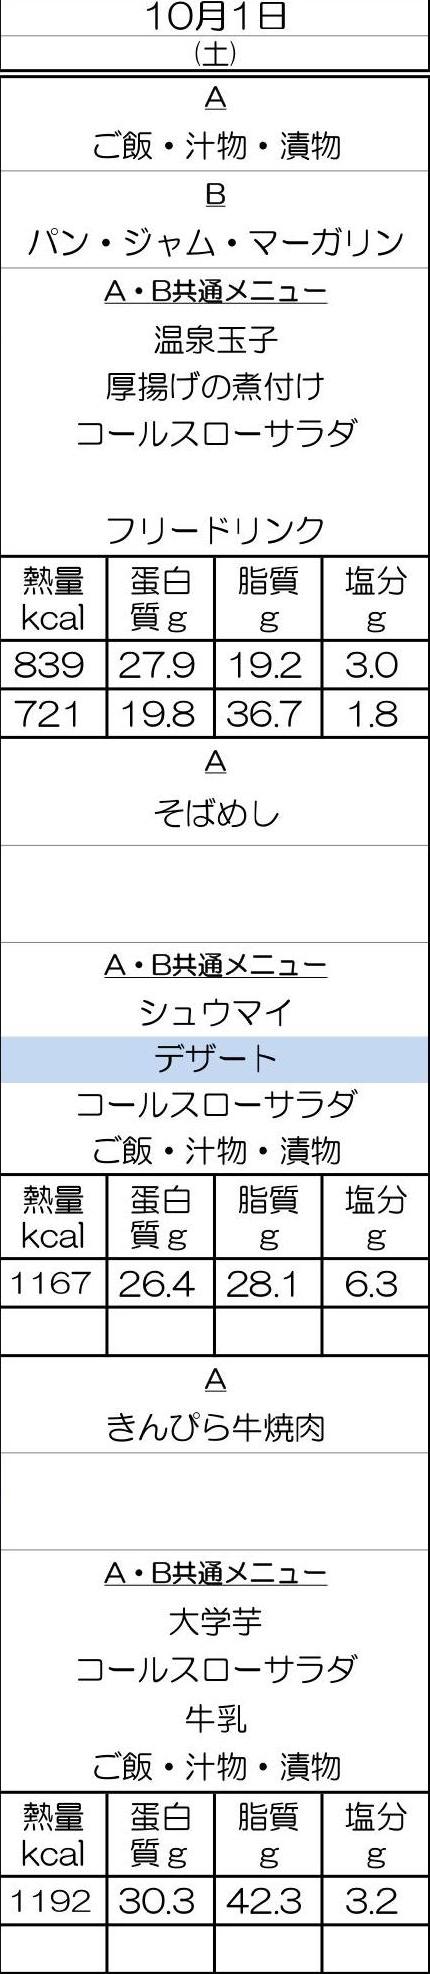 10月1日
(土)
A
ご飯・汁物・漬物
B
パン・ジャム・マーガリン
A・B共通メニュー
温泉玉子
厚揚げの煮付け
コールスローサラダ
フリードリンク
熱量 蛋白 脂質 塩分
kcal 質g g g
839 27.9 19.2 3.0
721 19.8 36.7 1.8
A
そばめし
A・B共通メニュー
シュウマイ
デザート
コールスローサラダ
ご飯・汁物・漬物
熱量 蛋白 脂質 塩分
kcal 質g g g
1167 26.4 28.1 6.3
A
きんぴら牛焼肉
A・B共通メニュー
大学芋
コールスローサラダ
牛乳
ご飯・汁物・漬物
熱量 蛋白 脂質 塩分
kcal 質g g g
1192 30.3 42.3 3.2